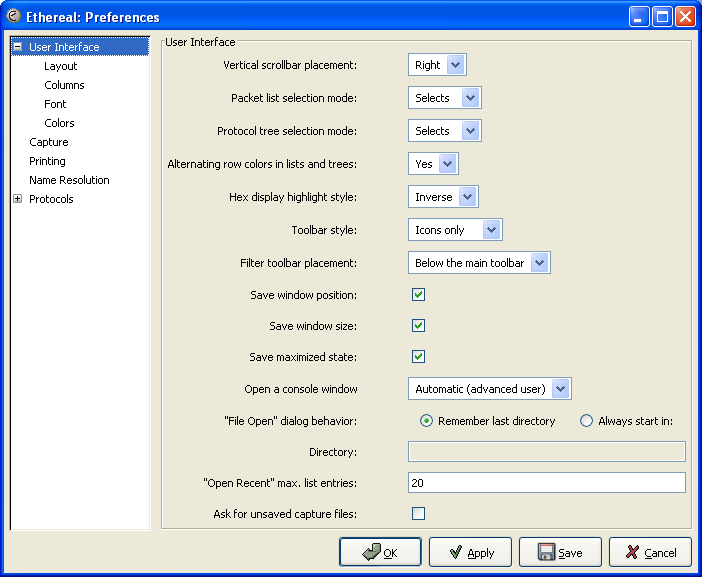 Ethereal: Preferences
User Interface
Layout
Columns
Font
Colors
Capture
Printing
Name Resolution
Protocols
User Interface
Vertical scrollbar placement: Right
Packet list selection mode: Selects
Protocol tree selection mode: Selects
Alternating row colors in lists and trees: Yes
Hex display highlight style: Inverse
Toolbar style: Icons only
Filter toolbar placement: Below the main toolbar
Save window position:
Save window size:
Save maximized state:
Open a console window Automatic (advanced user)
"File Open" dialog behavior: Remember last directory Always start in:
Directory:
"Open Recent" max. list entries: 20
Ask for unsaved capture files:
OK Apply Save Cancel